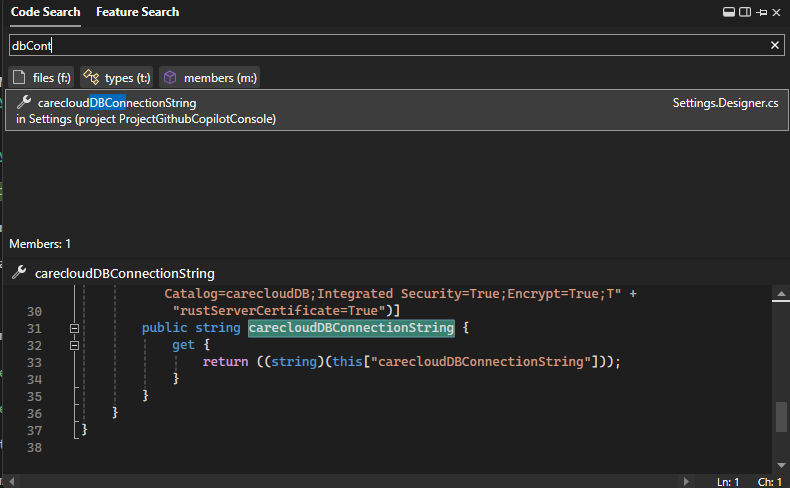 Code Search Feature Search
dbCont
files (f:) types (t:) members (m:)
carecloudDBConnectionString Settings.Designer.cs
in Settings (project ProjectGithubCopilotConsole)
Members: 1
carecloudDBConnectionString
Catalog=carecloudDB;Integrated Security=True;Encrypt=True;T" +
30 "rustServerCertificate=True")]
31 public string carecloudDBConnectionString {
32 get {
33 return ((string)(this["carecloudDBConnectionString"]));
34 }
35 }
36 }
37 }
38
Ln: 1 Ch: 1